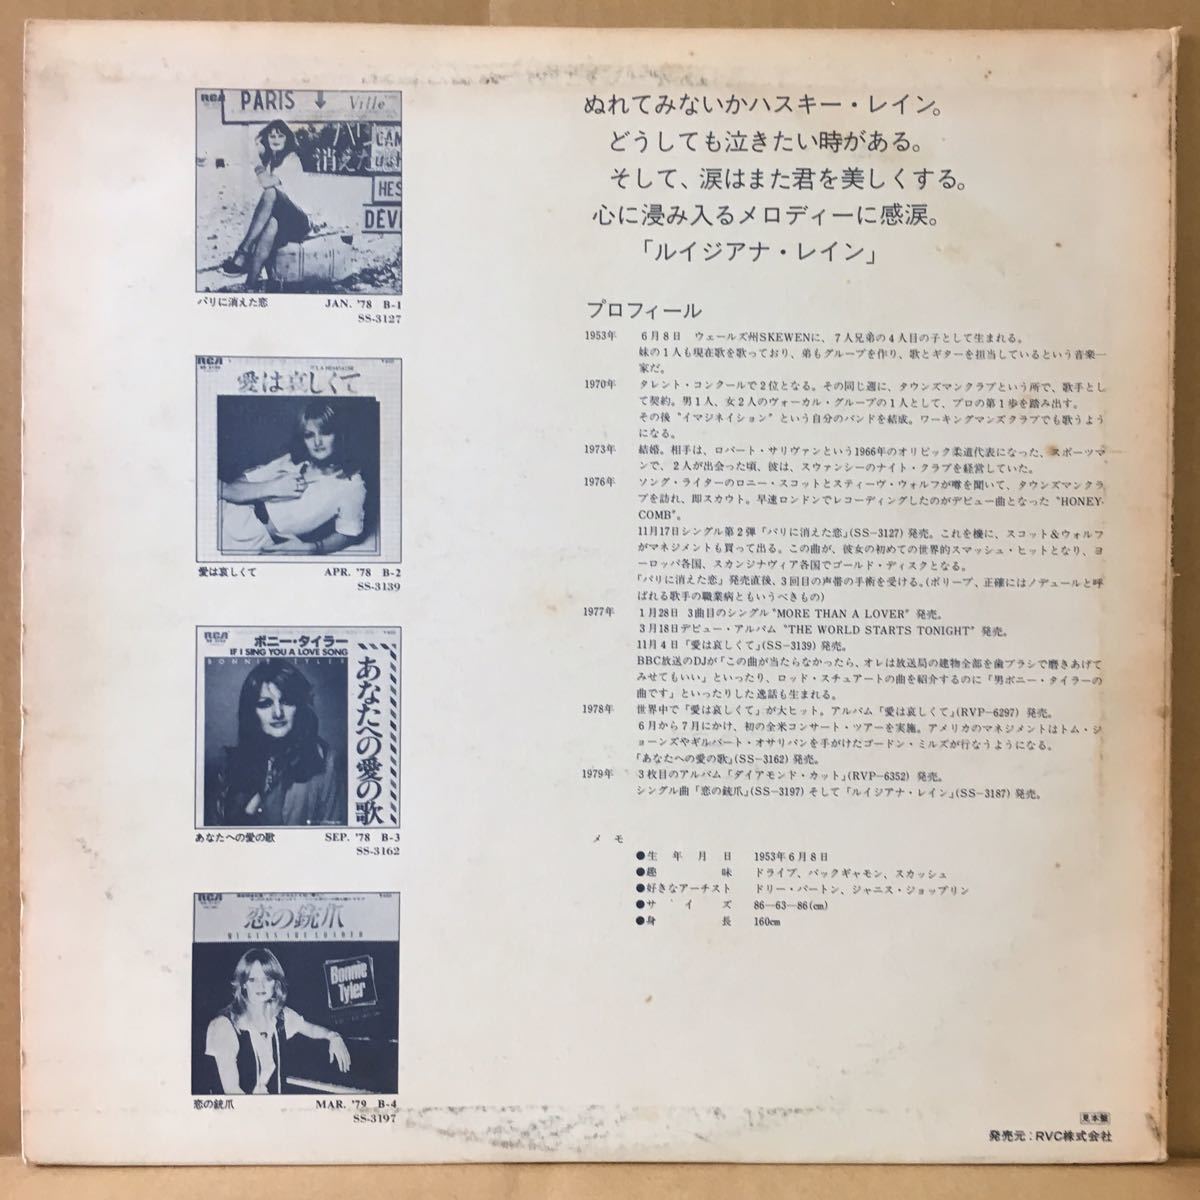 RCA
PARIS ↓ Ville
パリ
消えた
CAM
HES
DÉV
パリに消えた恋 JAN. '78 B-1
SS-3127
RCA
IT'S A HEARTACHE
愛は哀しくて
愛は哀しくて APR. '78 B-2
SS-3139
RCA
ボニー・タイラー
IF I SING YOU A LOVE SONG
BONNIE TYLER
あなたへの愛の歌
あなたへの愛の歌 SEP. '78 B-3
SS-3162
RCA
恋の銃爪
MY GUNS ARE LOADED
Bonnie
Tyler
恋の銃爪 MAR. '79 B-4
SS-3197
ぬれてみないかハスキー・レイン。
どうしても泣きたい時がある。
そして、涙はまた君を美しくする。
心に浸み入るメロディーに感涙。
「ルイジアナ・レイン」
プロフィール
1953年 6月8日 ウェールズ州SKEWENに、7人兄弟の4人目の子として生まれる。
妹の1人も現在歌を歌っており、弟もグループを作り、歌とギターを担当しているという音楽一
家だ。
1970年 タレント・コンクールで2位となる。その同じ週に、タウンズマンクラブという所で、歌手とし
て契約。男1人、女2人のヴォーカル・グループの1人として、プロの第1歩を踏み出す。
その後〝イマジネイション〟という自分のバンドを結成。ワーキングマンズクラブでも歌うよう
になる。
1973年 結婚。相手は、ロバート・サリヴァンという1966年のオリピック柔道代表になった、スポーツマ
ンで、2人が出会った頃、彼は、スウァンシーのナイト・クラブを経営していた。
1976年 ソング・ライターのロニー・スコットとスティーヴ・ウォルフが噂を聞いて、タウンズマンクラ
ブを訪れ、即スカウト。早速ロンドンでレコーディングしたのがデビュー曲となった〝HONEY-
COMB〟。
11月17日シングル第2弾「パリに消えた恋」(SS-3127)発売。これを機に、スコット＆ウォルフ
がマネジメントも買って出る。この曲が、彼女の初めての世界的スマッシュ・ヒットとなり、ヨ
ーロッパ各国、スカンジナヴィア各国でゴールド・ディスクとなる。
「パリに消えた恋」発売直後、3回目の声帯の手術を受ける。(ポリープ、正確にはノデュールと呼
ばれる歌手の職業病ともいうべきもの)
1977年 1月28日 3曲目のシングル〝MORE THAN A LOVER〟発売。
3月18日デビュー・アルバム〝THE WORLD STARTS TONIGHT〟発売。
11月4日「愛は哀しくて」(SS-3139)発売。
BBC放送のDJが「この曲が当たらなかったら、オレは放送局の建物全部を歯ブラシで磨きあげて
みせてもいい」といったり、ロッド・スチュアートの曲を紹介するのに「男ボニー・タイラーの
曲です」といったりした逸話も生まれる。
1978年 世界中で「愛は哀しくて」が大ヒット。アルバム「愛は哀しくて」(RVP-6297)発売。
6月から7月にかけ、初の全米コンサート・ツアーを実施。アメリカのマネジメントはトム・ジ
ョーンズやギルバート・オサリバンを手がけたゴードン・ミルズが行なうようになる。
「あなたへの愛の歌」(SS-3162)発売。
1979年 3枚目のアルバム「ダイアモンド・カット」(RVP-6352)発売。
シングル曲「恋の銃爪」(SS-3197)そして「ルイジアナ・レイン」(SS-3187)発売。
メモ
●生年月日 1953年6月8日
●趣味 ドライブ、バックギャモン、スカッシュ
●好きなアーチスト ドリー・パートン、ジャニス・ジョップリン
●サイズ 86—63—86(cm)
●身長 160cm
見本盤
発売元：RVC株式会社